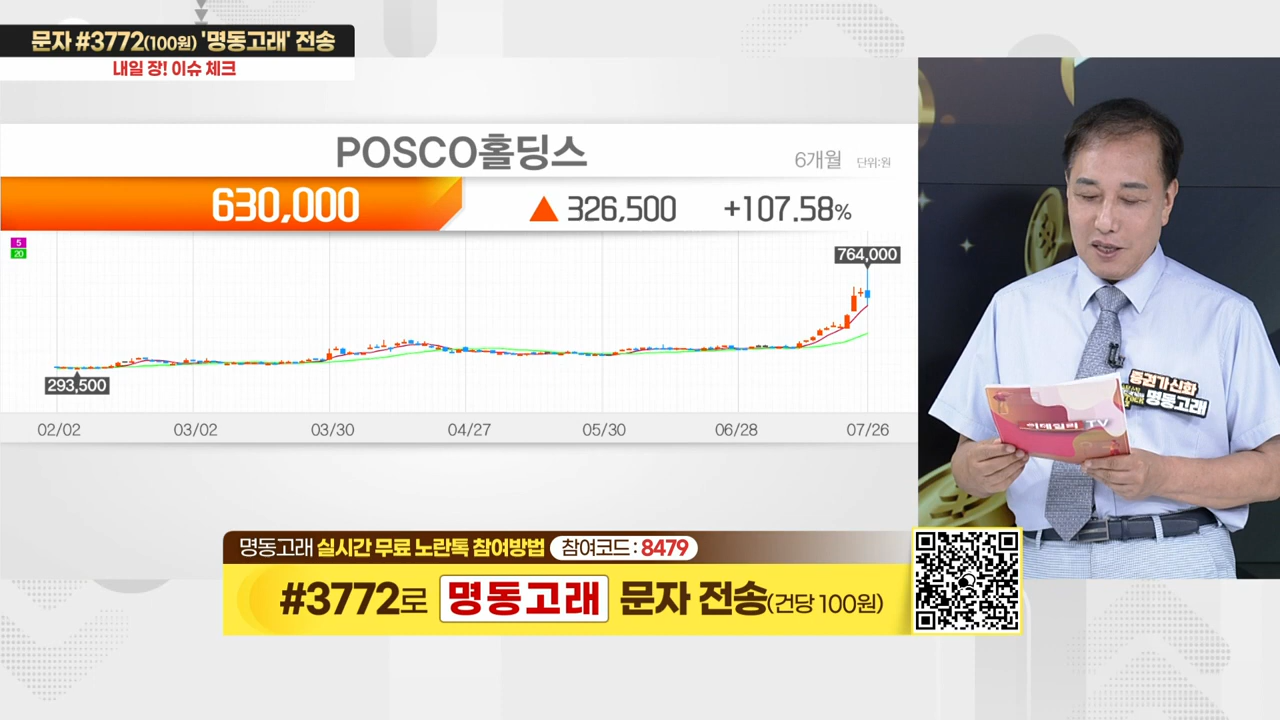 문자 #3772(100원) '명동고래' 전송
내일 장! 이슈 체크
POSCO홀딩스
6개월 단위:원
630,000 ▲ 326,500 +107.58%
5
20
764,000
293,500
02/02 03/02 03/30 04/27 05/30 06/28 07/26
증권가신화
명동고래
이데일리 TV
명동고래 실시간 무료 노란톡 참여방법 참여코드 : 8479
#3772로 명동고래 문자 전송(건당 100원)